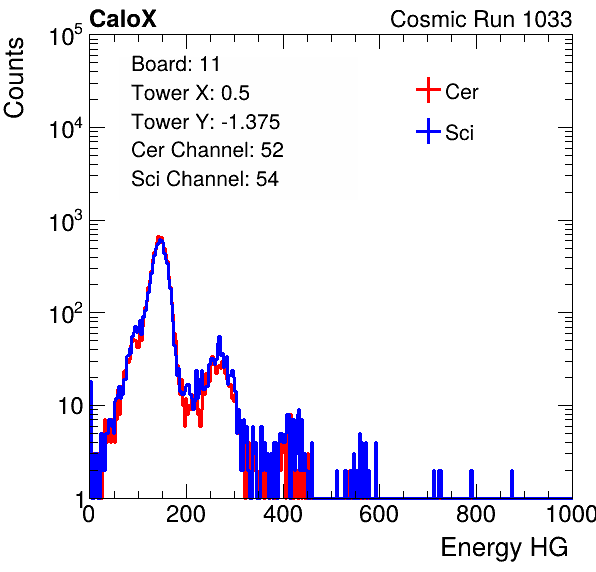 CaloX Cosmic Run 1033
Counts
10^5
10^4
10^3
10^2
10
1
Board: 11
Tower X: 0.5
Tower Y: -1.375
Cer Channel: 52
Sci Channel: 54
Cer
Sci
0 200 400 600 800 1000
Energy HG